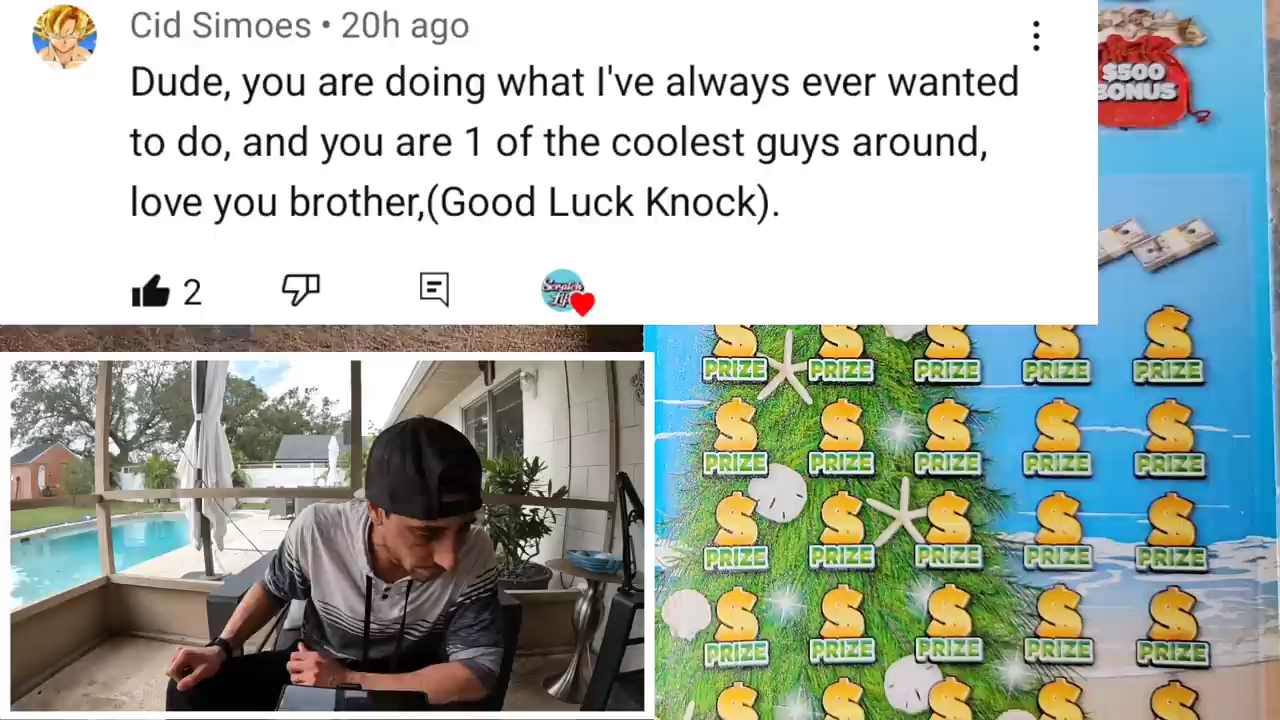 Cid Simoes • 20h ago
Dude, you are doing what I've always ever wanted
to do, and you are 1 of the coolest guys around,
love you brother,(Good Luck Knock).
2
Scratch
Life
$500
BONUS
PRIZE PRIZE PRIZE PRIZE PRIZE
PRIZE PRIZE PRIZE PRIZE PRIZE
PRIZE PRIZE PRIZE PRIZE PRIZE
PRIZE PRIZE PRIZE PRIZE PRIZE